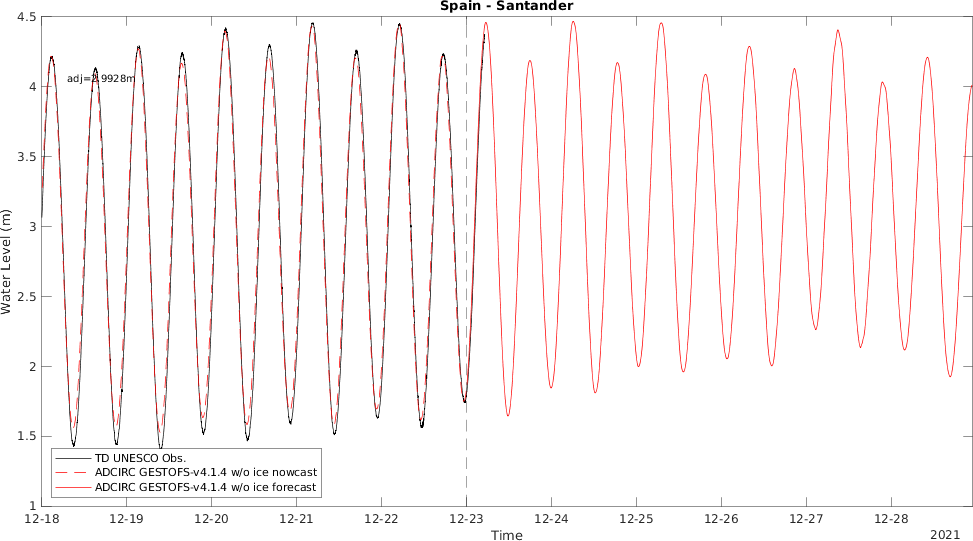 Spain - Santander
4.5
4
3.5
3
2.5
2
1.5
1
Water Level (m)
adj=2.9928m
TD UNESCO Obs.
ADCIRC GESTOFS-v4.1.4 w/o ice nowcast
ADCIRC GESTOFS-v4.1.4 w/o ice forecast
12-18 12-19 12-20 12-21 12-22 12-23 12-24 12-25 12-26 12-27 12-28
Time
2021